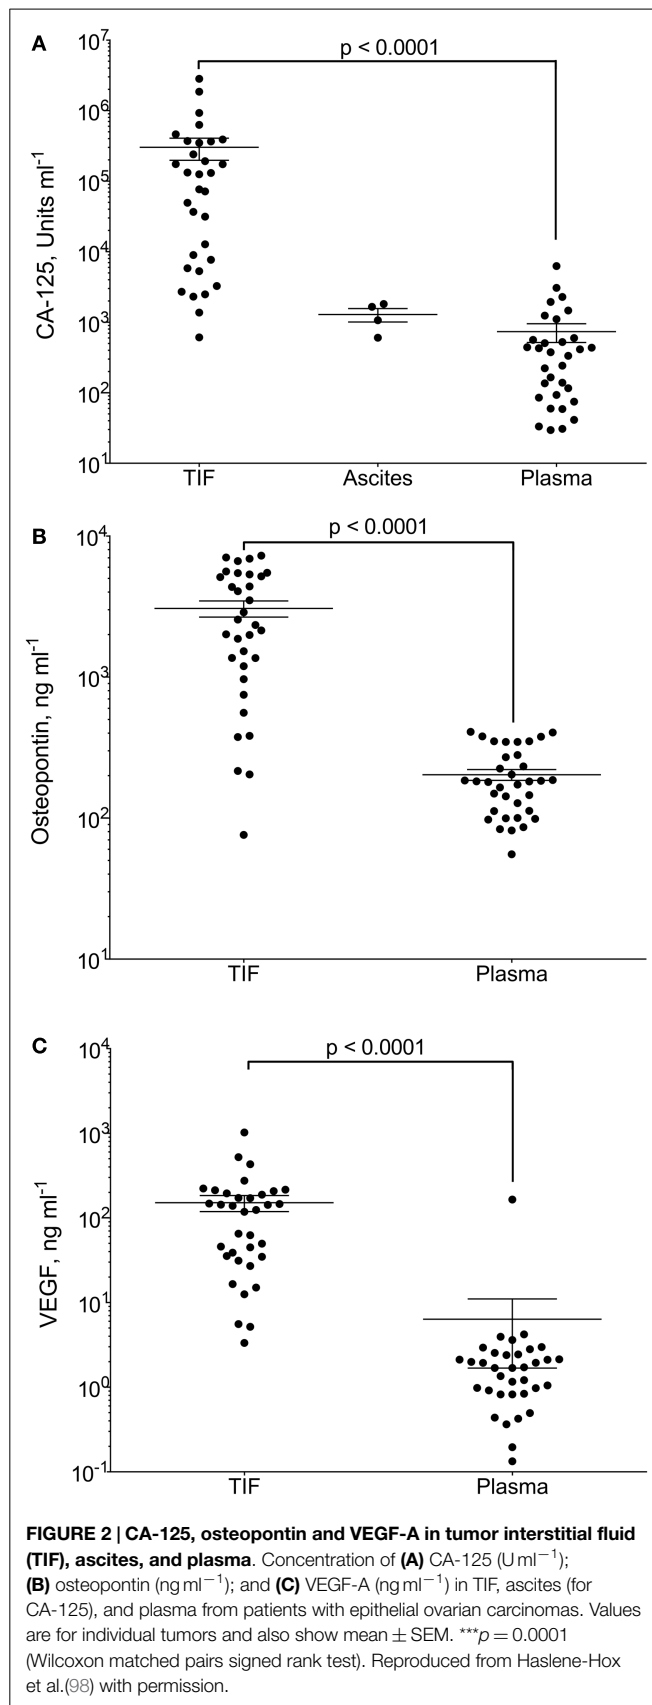 A
10⁷
p < 0.0001
10⁶
10⁵
10⁴
10³
10²
10¹
CA-125, Units ml⁻¹
TIF Ascites Plasma
B
10⁴
p < 0.0001
10³
10²
10¹
Osteopontin, ng ml⁻¹
TIF Plasma
C
10⁴
p < 0.0001
10³
10²
10¹
10⁰
10⁻¹
VEGF, ng ml⁻¹
TIF Plasma
FIGURE 2 | CA-125, osteopontin and VEGF-A in tumor interstitial fluid
(TIF), ascites, and plasma. Concentration of (A) CA-125 (U ml⁻¹);
(B) osteopontin (ng ml⁻¹); and (C) VEGF-A (ng ml⁻¹) in TIF, ascites (for
CA-125), and plasma from patients with epithelial ovarian carcinomas. Values
are for individual tumors and also show mean ± SEM. ***p = 0.0001
(Wilcoxon matched pairs signed rank test). Reproduced from Haslene-Hox
et al.(98) with permission.